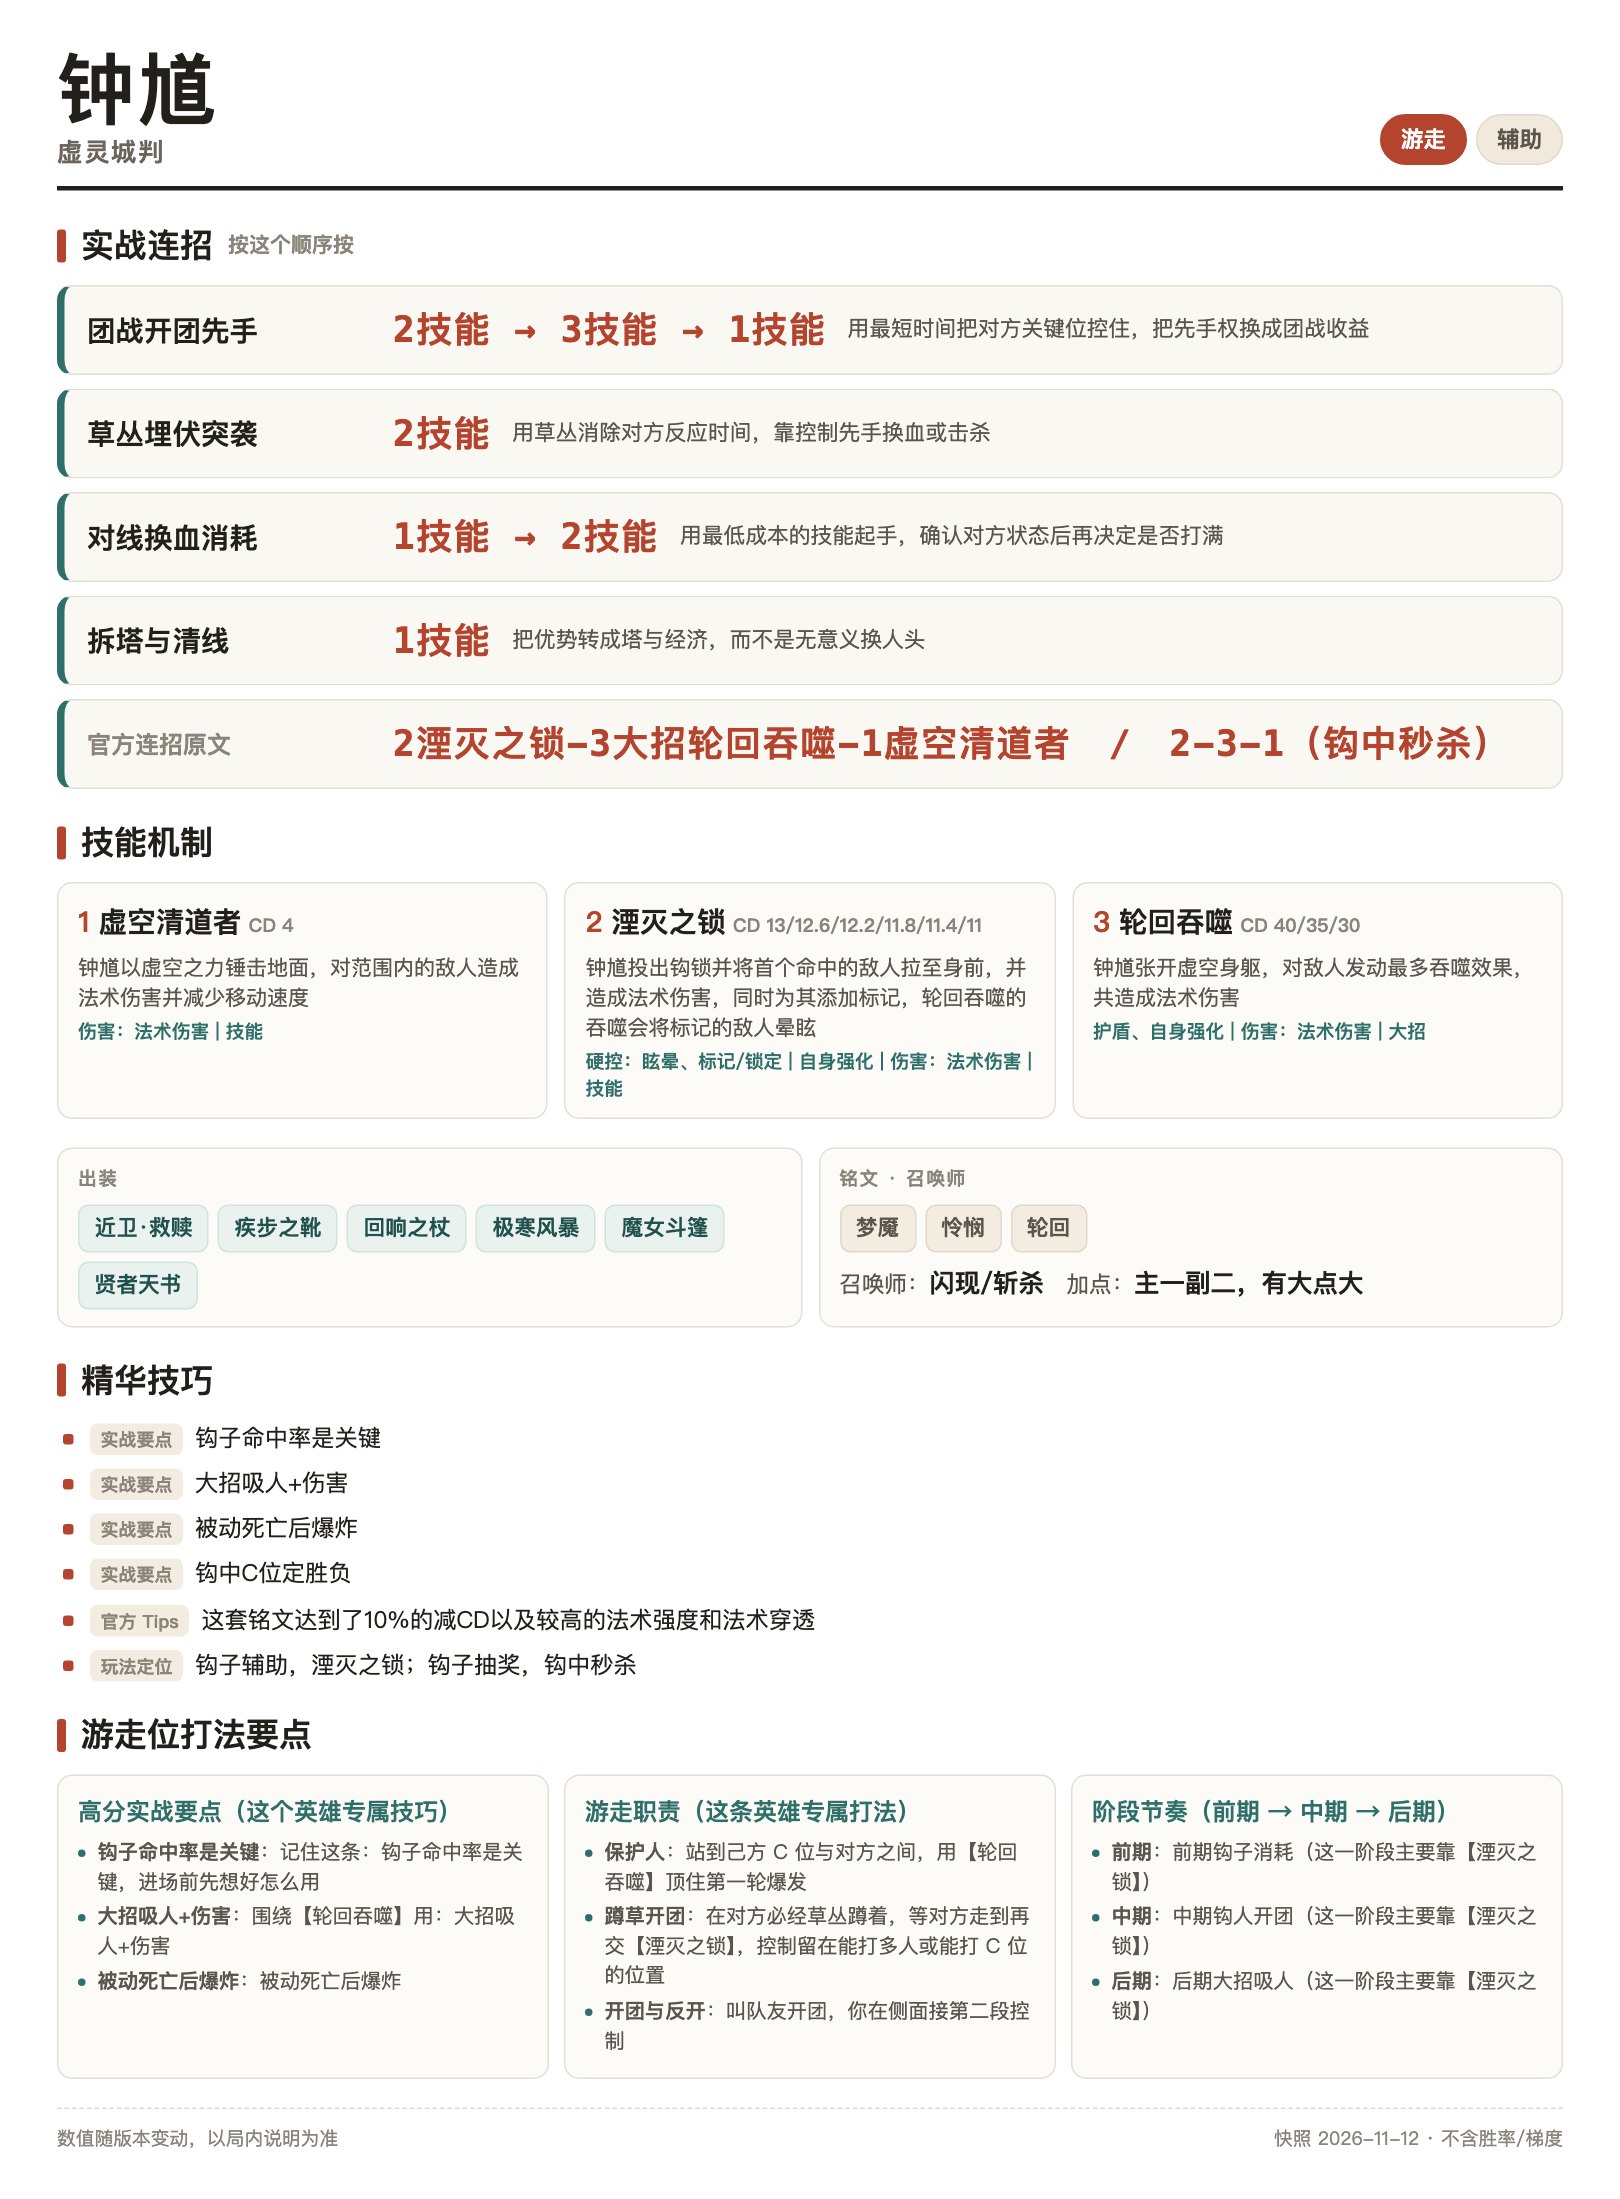 钟馗
虚灵城判
游走
辅助
实战连招 按这个顺序按
团战开团先手 2技能 → 3技能 → 1技能 用最短时间把对方关键位控住，把先手权换成团战收益
草丛埋伏突袭 2技能 用草丛消除对方反应时间，靠控制先手换血或击杀
对线换血消耗 1技能 → 2技能 用最低成本的技能起手，确认对方状态后再决定是否打满
拆塔与清线 1技能 把优势转成塔与经济，而不是无意义换人头
官方连招原文 2湮灭之锁-3大招轮回吞噬-1虚空清道者 / 2-3-1（钩中秒杀）
技能机制
1 虚空清道者 CD 4
钟馗以虚空之力锤击地面，对范围内的敌人造成
法术伤害并减少移动速度
伤害：法术伤害 | 技能
2 湮灭之锁 CD 13/12.6/12.2/11.8/11.4/11
钟馗投出钩锁并将首个命中的敌人拉至身前，并
造成法术伤害，同时为其添加标记，轮回吞噬的
吞噬会将标记的敌人晕眩
硬控：眩晕、标记/锁定 | 自身强化 | 伤害：法术伤害 |
技能
3 轮回吞噬 CD 40/35/30
钟馗张开虚空身躯，对敌人发动最多吞噬效果，
共造成法术伤害
护盾、自身强化 | 伤害：法术伤害 | 大招
出装
近卫·救赎 疾步之靴 回响之杖 极寒风暴 魔女斗篷
贤者天书
铭文 · 召唤师
梦魇 怜悯 轮回
召唤师：闪现/斩杀 加点：主一副二，有大点大
精华技巧
实战要点 钩子命中率是关键
实战要点 大招吸人+伤害
实战要点 被动死亡后爆炸
实战要点 钩中C位定胜负
官方 Tips 这套铭文达到了10%的减CD以及较高的法术强度和法术穿透
玩法定位 钩子辅助，湮灭之锁；钩子抽奖，钩中秒杀
游走位打法要点
高分实战要点（这个英雄专属技巧）
钩子命中率是关键：记住这条：钩子命中率是关
键，进场前先想好怎么用
大招吸人+伤害：围绕【轮回吞噬】用：大招吸
人+伤害
被动死亡后爆炸：被动死亡后爆炸
游走职责（这条英雄专属打法）
保护人：站到己方 C 位与对方之间，用【轮回
吞噬】顶住第一轮爆发
蹲草开团：在对方必经草丛蹲着，等对方走到再
交【湮灭之锁】，控制留在能打多人或能打 C 位
的位置
开团与反开：叫队友开团，你在侧面接第二段控
制
阶段节奏（前期 → 中期 → 后期）
前期：前期钩子消耗（这一阶段主要靠【湮灭之
锁】）
中期：中期钩人开团（这一阶段主要靠【湮灭之
锁】）
后期：后期大招吸人（这一阶段主要靠【湮灭之
锁】）
数值随版本变动，以局内说明为准
快照 2026-11-12 · 不含胜率/梯度